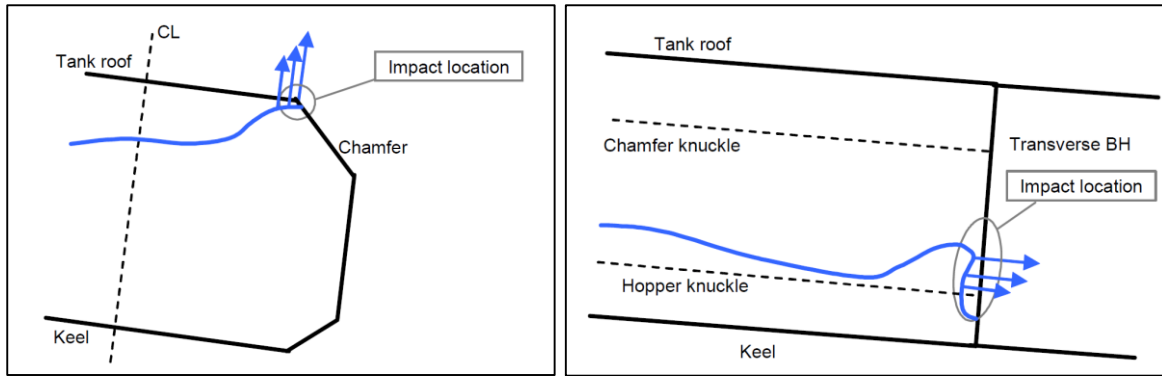 CL
Tank roof
Impact location
Chamfer
Keel
Tank roof
Chamfer knuckle
Transverse BH
Impact location
Hopper knuckle
Keel